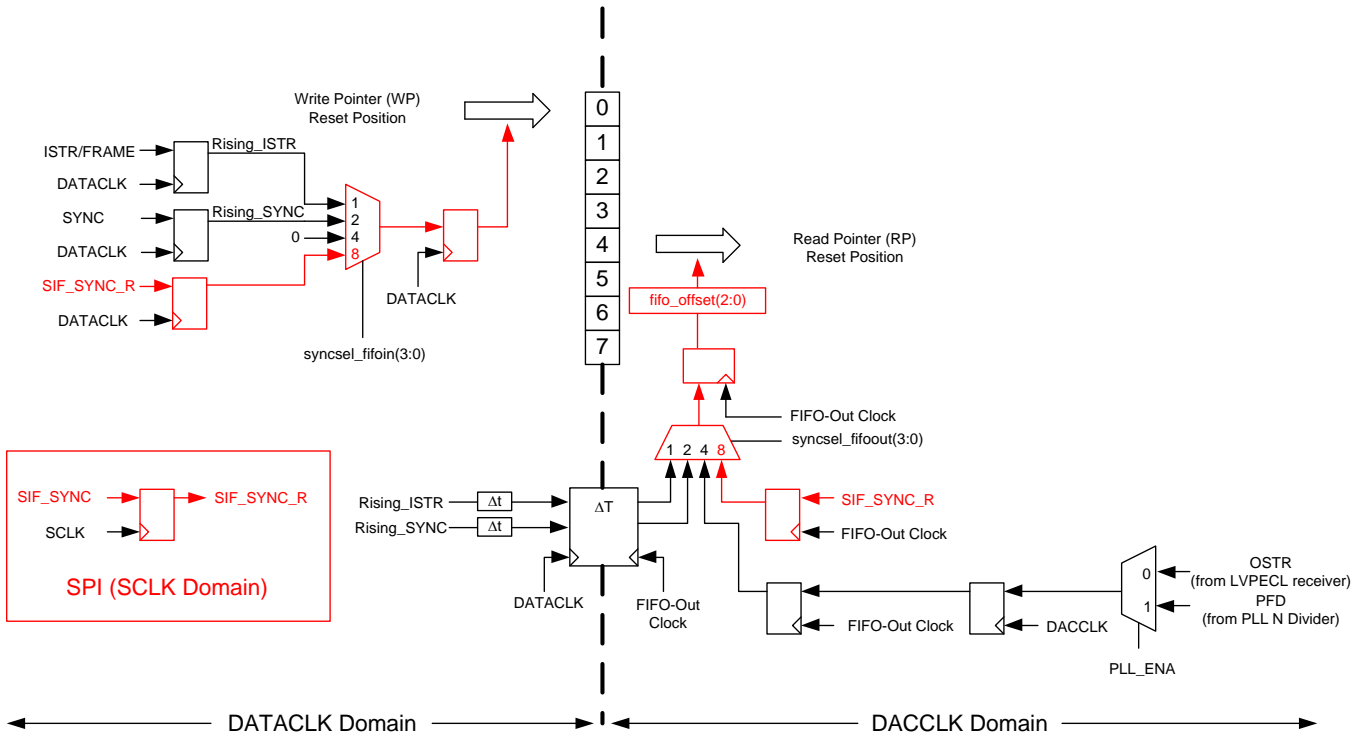 Write Pointer (WP)
Reset Position
ISTR/FRAME
Rising_ISTR
DATACLK
SYNC
Rising_SYNC
DATACLK
SIF_SYNC_R
DATACLK
1
2
0
4
8
DATACLK
syncsel_fifoin(3:0)
0
1
2
3
4
5
6
7
Read Pointer (RP)
Reset Position
fifo_offset(2:0)
FIFO-Out Clock
syncsel_fifoout(3:0)
1 2 4 8
SIF_SYNC
SIF_SYNC_R
SCLK
SPI (SCLK Domain)
Rising_ISTR
Δt
Rising_SYNC
Δt
ΔT
DATACLK
FIFO-Out
Clock
SIF_SYNC_R
FIFO-Out Clock
FIFO-Out Clock
DACCLK
0
1
OSTR
(from LVPECL receiver)
PFD
(from PLL N Divider)
PLL_ENA
DATACLK Domain
DACCLK Domain